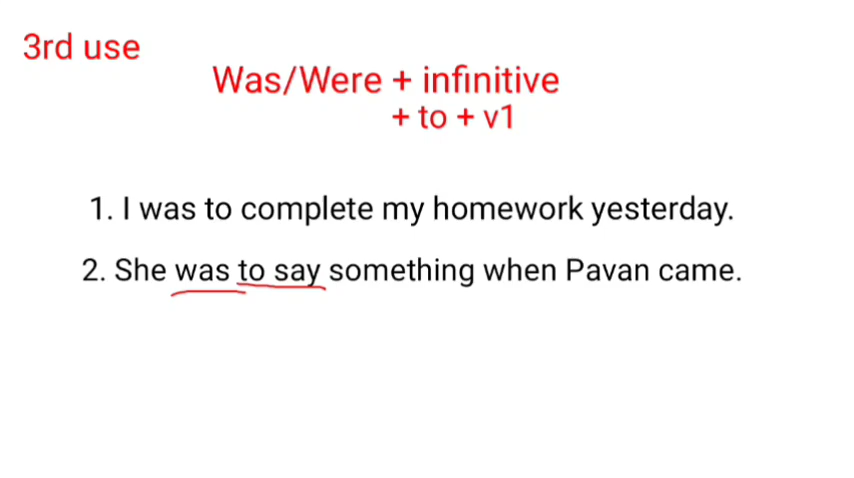 3rd use
Was/Were + infinitive
+ to + v1
1. I was to complete my homework yesterday.
2. She was to say something when Pavan came.